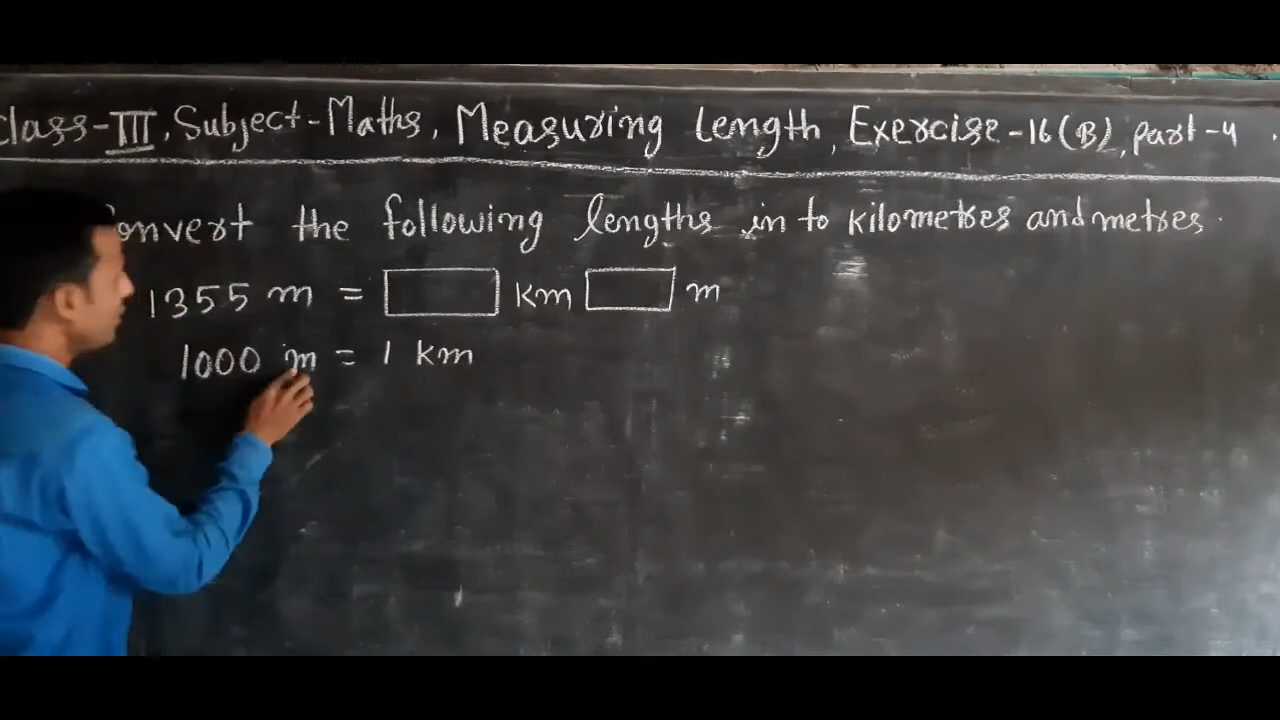 Class-III, Subject-Maths, Measuring Length, Exercise-16(B), part-4
onvert the following lengths in to kilometres and metres.
1355 m = km m
1000 m = 1 km